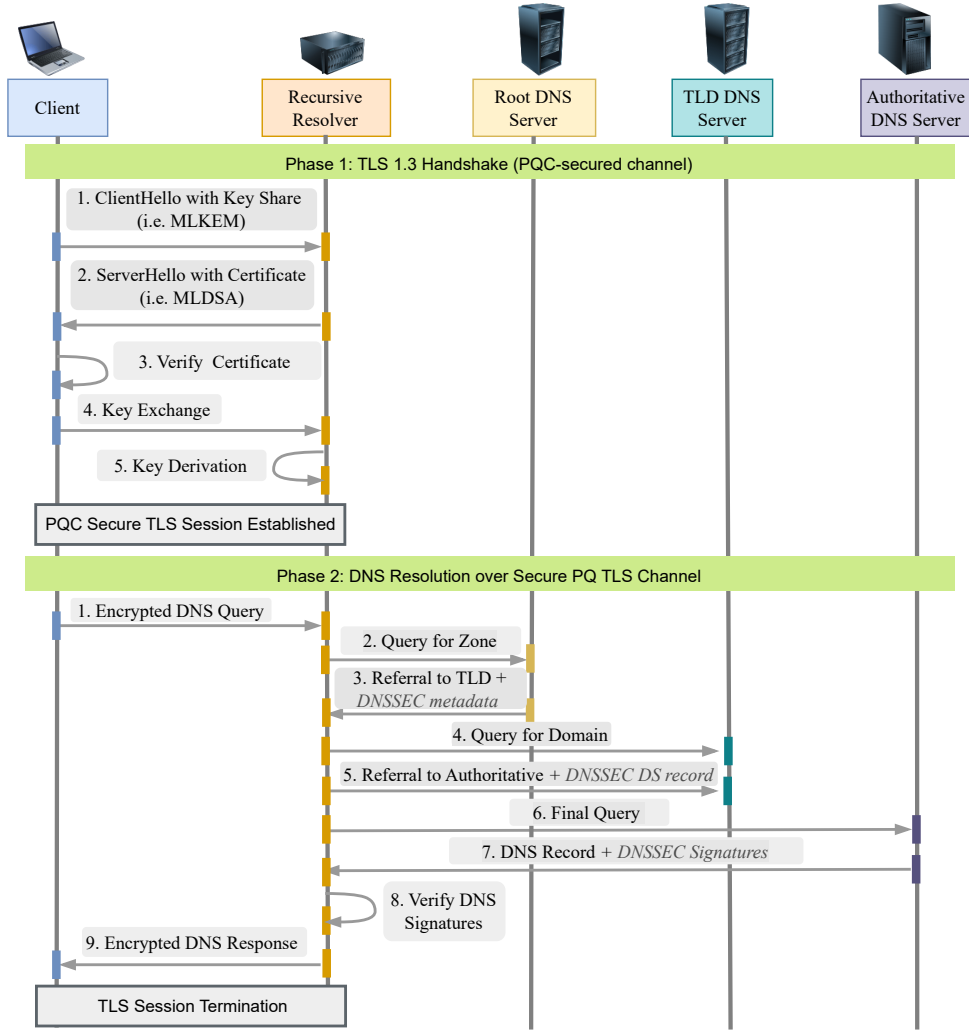 Client
Recursive
Resolver
Root DNS
Server
TLD DNS
Server
Authoritative
DNS Server
Phase 1: TLS 1.3 Handshake (PQC-secured channel)
1. ClientHello with Key Share
(i.e. MLKEM)
2. ServerHello with Certificate
(i.e. MLDSA)
3. Verify Certificate
4. Key Exchange
5. Key Derivation
PQC Secure TLS Session Established
Phase 2: DNS Resolution over Secure PQ TLS Channel
1. Encrypted DNS Query
2. Query for Zone
3. Referral to TLD +
DNSSEC metadata
4. Query for Domain
5. Referral to Authoritative + DNSSEC DS record
6. Final Query
7. DNS Record + DNSSEC Signatures
8. Verify DNS
Signatures
9. Encrypted DNS Response
TLS Session Termination